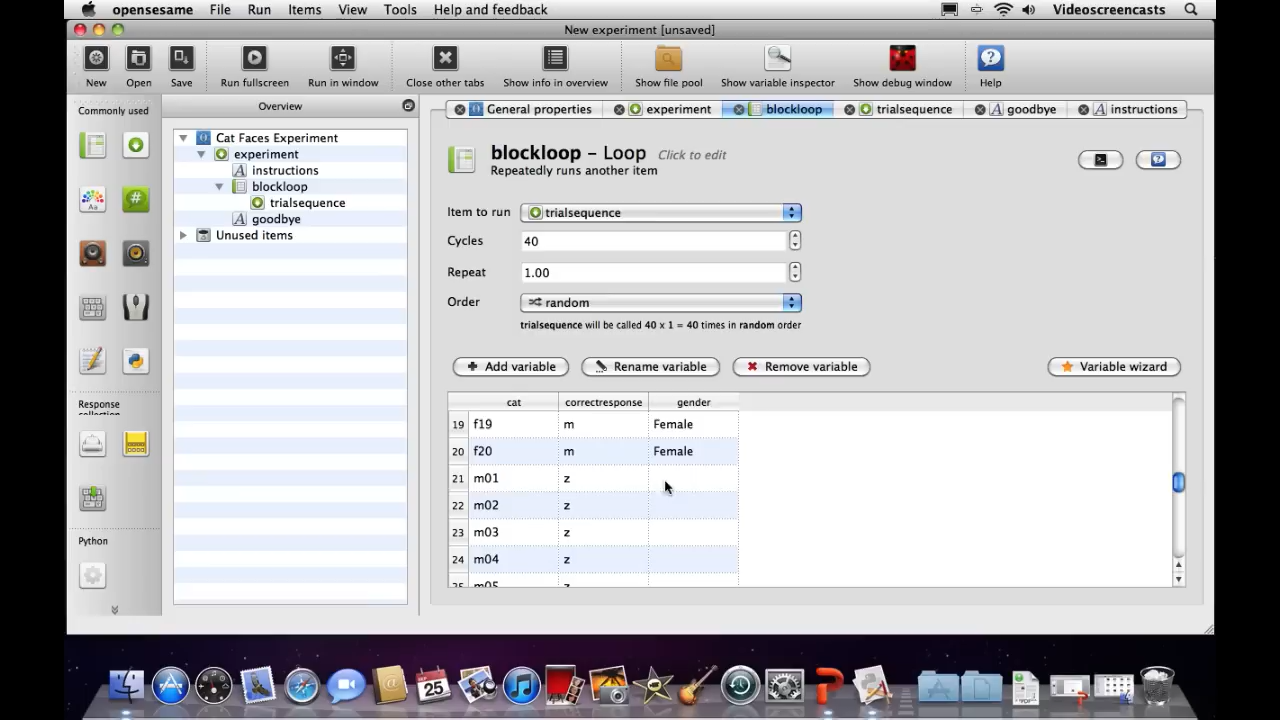 opensesame File Run Items View Tools Help and feedback Videoscreencasts
New experiment [unsaved]
New Open Save Run fullscreen Run in window Close other tabs Show info in overview Show file pool Show variable inspector Show debug window Help
Commonly used
Overview
General properties experiment blockloop trialsequence goodbye instructions
Cat Faces Experiment
experiment
instructions
blockloop
trialsequence
goodbye
Unused items
blockloop – Loop Click to edit
Repeatedly runs another item
Item to run trialsequence
Cycles 40
Repeat 1.00
Order random
trialsequence will be called 40 x 1 = 40 times in random order
Add variable Rename variable Remove variable Variable wizard
cat correctresponse gender
19 f19 m Female
20 f20 m Female
21 m01 z
22 m02 z
23 m03 z
24 m04 z
25 m05 z
Response
collection
Python
SEP
25